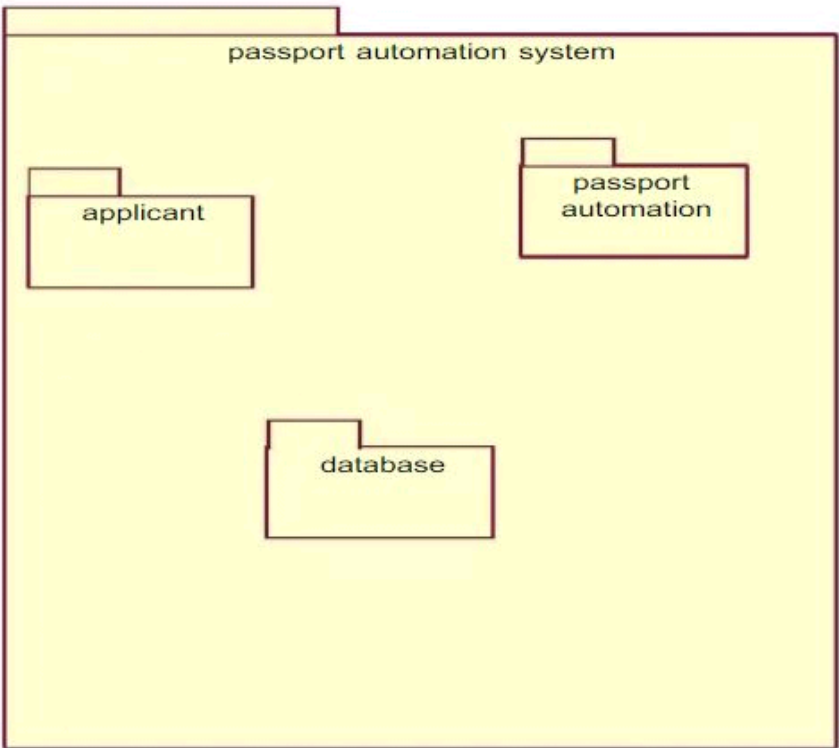 passport automation system
passport
automation
applicant
database